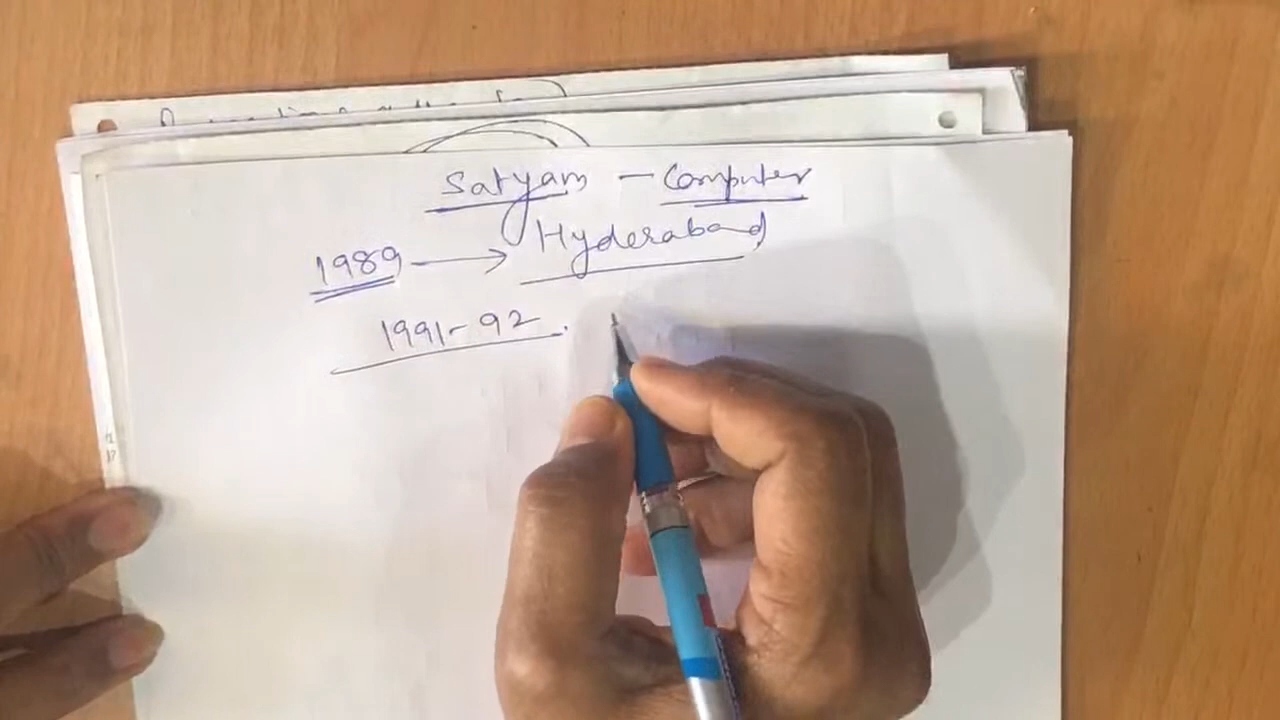 Satyam – Computer
1989 → Hyderabad
1991-92.